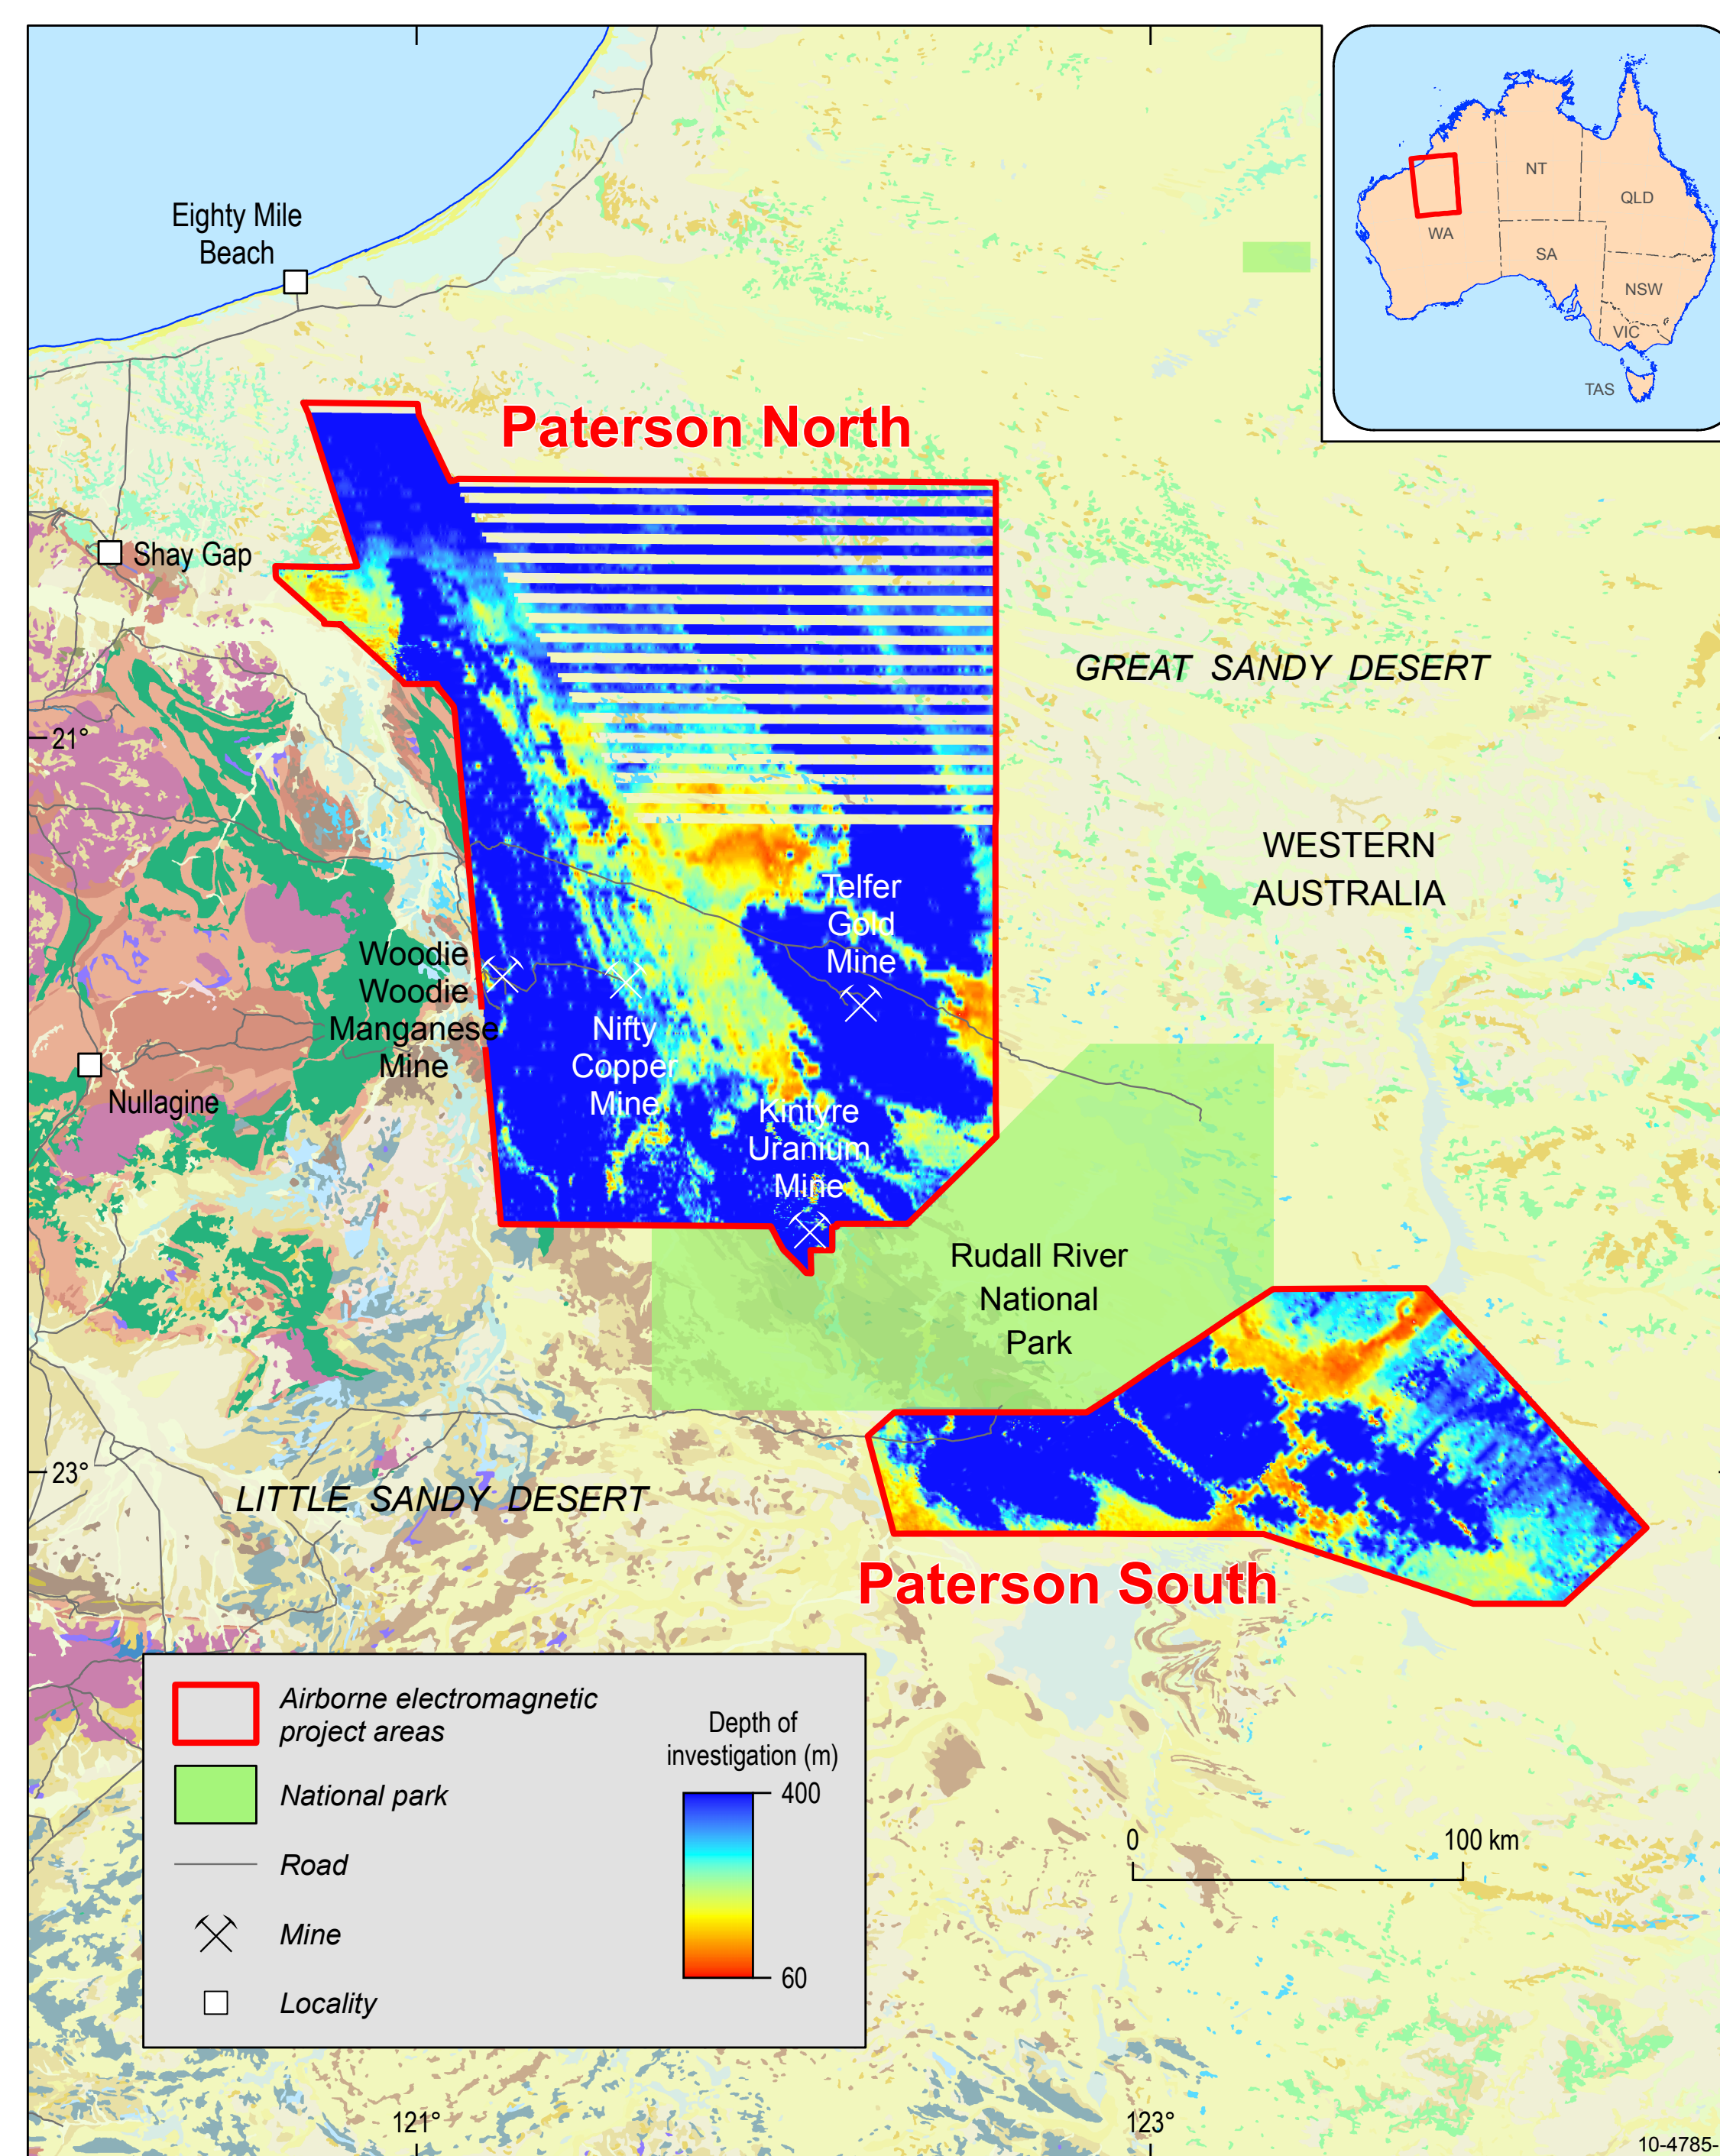 Eighty Mile
Beach
NT
QLD
WA
SA
NSW
VIC
TAS
Paterson North
Shay Gap
GREAT SANDY DESERT
21°
WESTERN
AUSTRALIA
Telfer
Gold
Mine
Woodie
Woodie
Manganese
Mine
Nifty
Copper
Mine
Nullagine
Kintyre
Uranium
Mine
Rudall River
National
Park
23°
LITTLE SANDY DESERT
Paterson South
Airborne electromagnetic
project areas
National park
Road
Mine
Locality
Depth of
investigation (m)
400
60
0
100 km
121°
123°
10-4785-